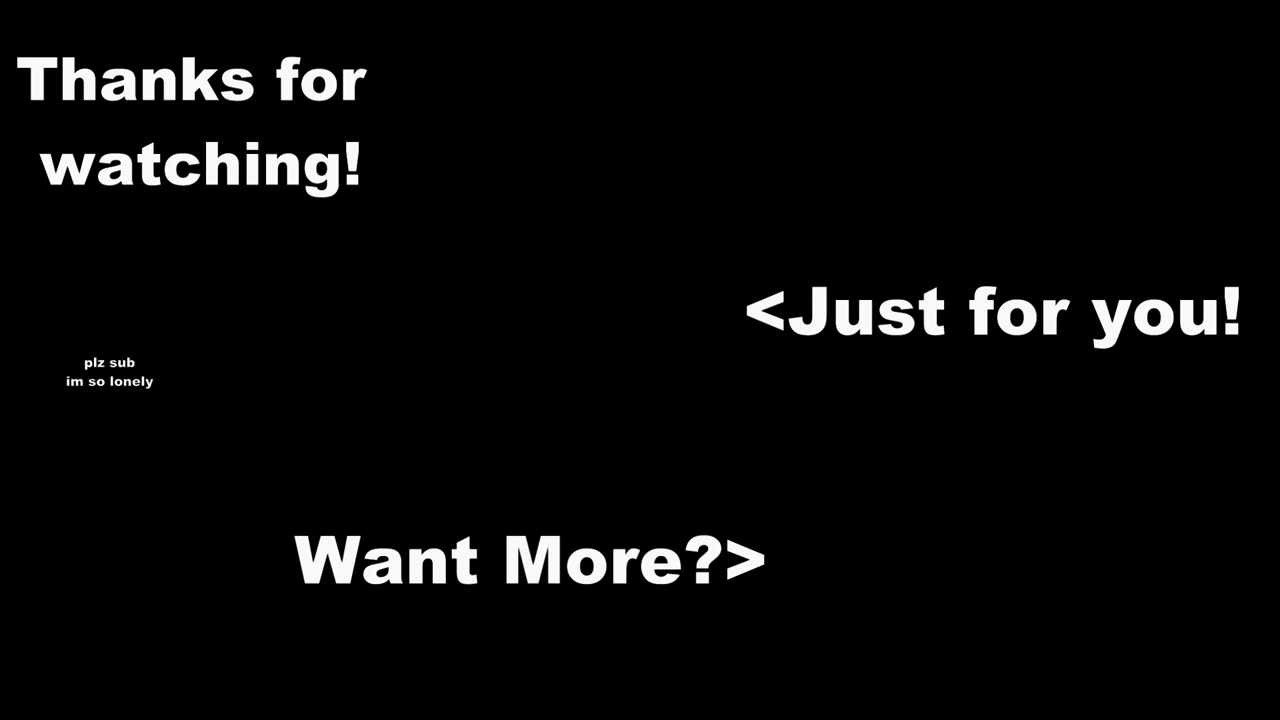 Thanks for
watching!
<Just for you!
plz sub
im so lonely
Want More?>